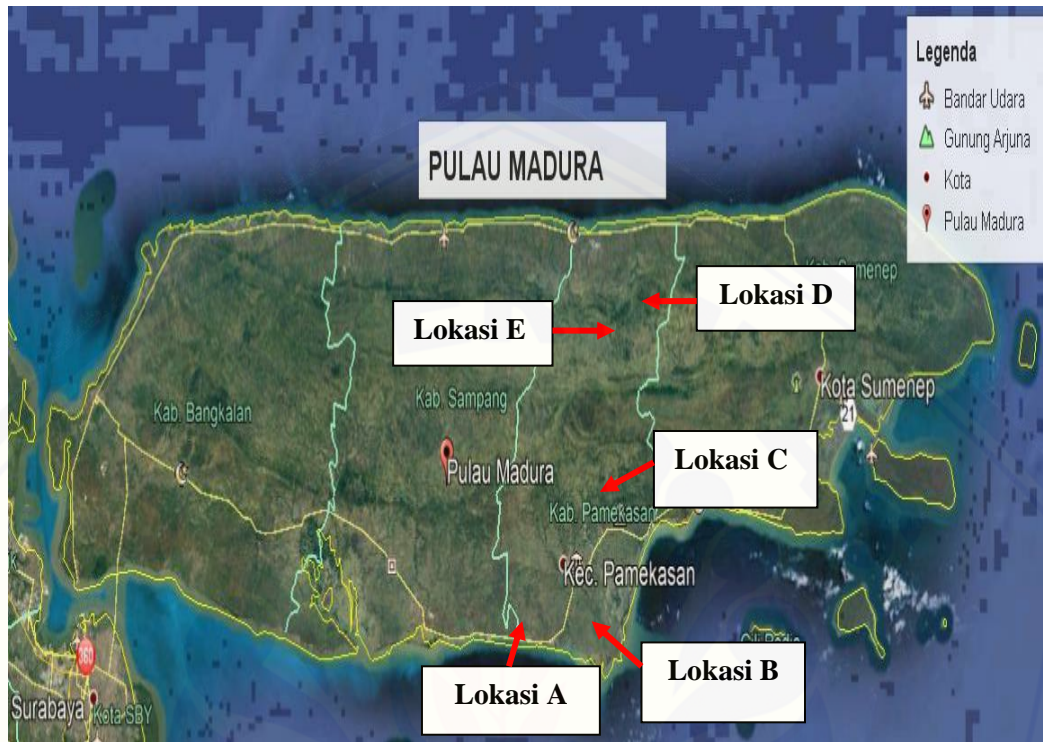 Legenda
Bandar Udara
Gunung Arjuna
Kota
Pulau Madura
PULAU MADURA
Kab. Sumenep
Lokasi D
Lokasi E
Kab. Bangkalan
Kab. Sampang
Kota Sumenep
21
Pulau Madura
Lokasi C
Kab. Pamekasan
Kec. Pamekasan
Lokasi A
Lokasi B
360
Surabaya
Kota SBY